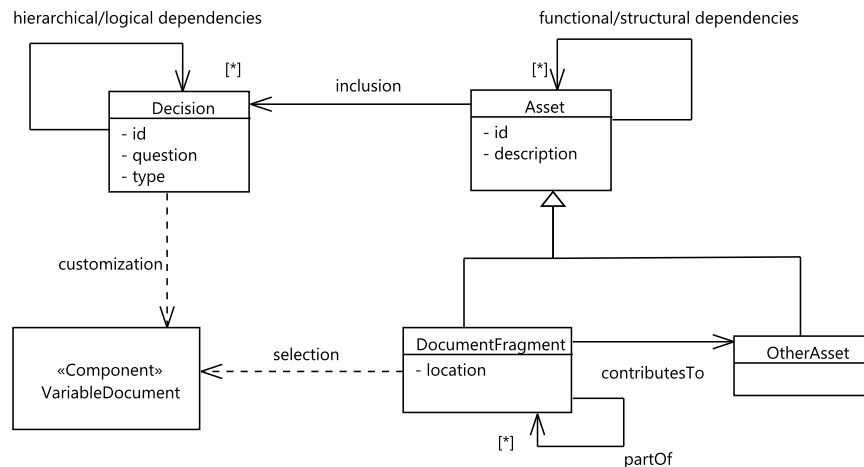 hierarchical/logical dependencies
functional/structural dependencies
[*]
[*]
inclusion
Decision
- id
- question
- type
Asset
- id
- description
customization
«Component»
VariableDocument
selection
DocumentFragment
- location
contributesTo
OtherAsset
[*]
partOf